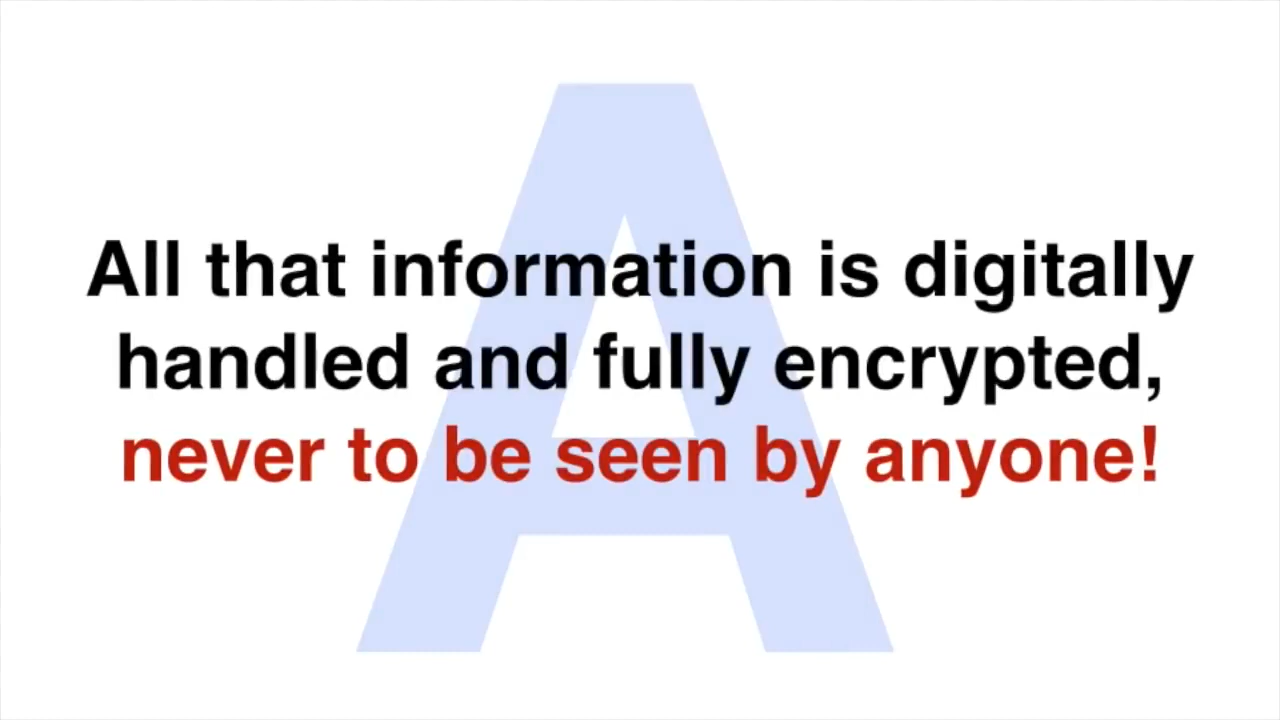 A
All that information is digitally
handled and fully encrypted,
never to be seen by anyone!